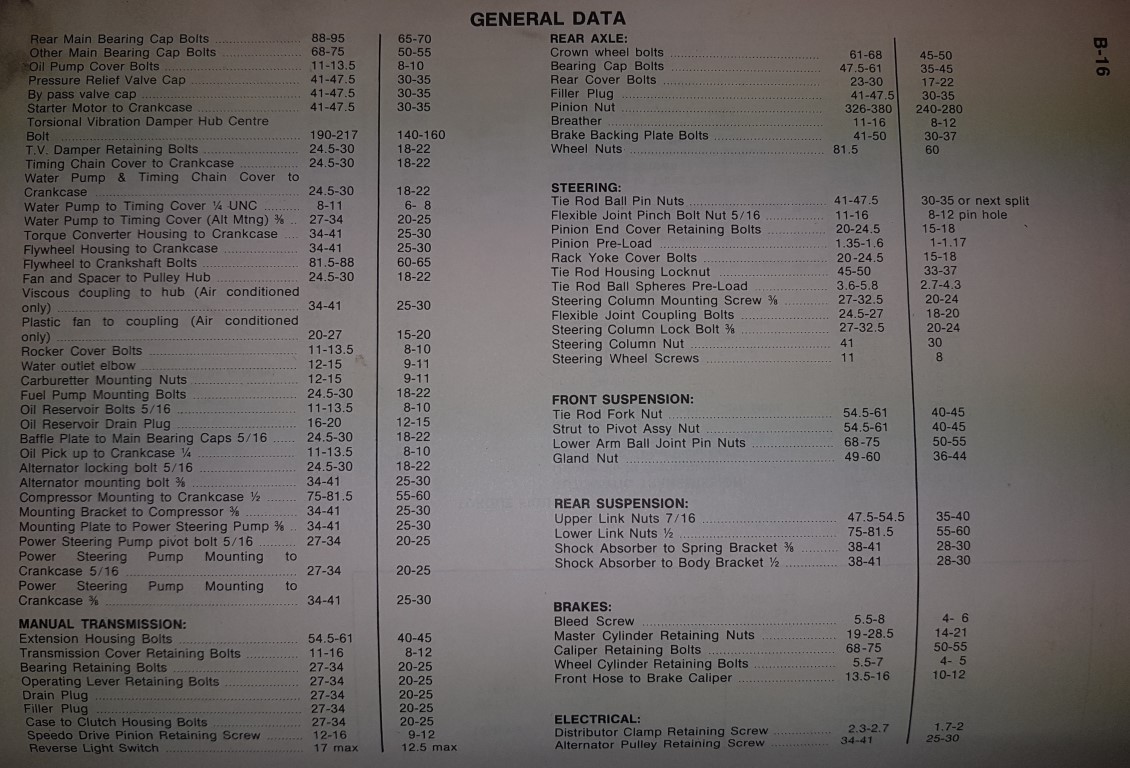 GENERAL DATA
B-16
Rear Main Bearing Cap Bolts 88-95 65-70
Other Main Bearing Cap Bolts 68-75 50-55
Oil Pump Cover Bolts 11-13.5 8-10
Pressure Relief Valve Cap 41-47.5 30-35
By pass valve cap 41-47.5 30-35
Starter Motor to Crankcase 41-47.5 30-35
Torsional Vibration Damper Hub Centre
Bolt 190-217 140-160
T.V. Damper Retaining Bolts 24.5-30 18-22
Timing Chain Cover to Crankcase 24.5-30 18-22
Water Pump & Timing Chain Cover to
Crankcase 24.5-30 18-22
Water Pump to Timing Cover ¼ UNC 8-11 6- 8
Water Pump to Timing Cover (Alt Mtng) ⅜ 27-34 20-25
Torque Converter Housing to Crankcase 34-41 25-30
Flywheel Housing to Crankcase 34-41 25-30
Flywheel to Crankshaft Bolts 81.5-88 60-65
Fan and Spacer to Pulley Hub 24.5-30 18-22
Viscous coupling to hub (Air conditioned
only) 34-41 25-30
Plastic fan to coupling (Air conditioned
only) 20-27 15-20
Rocker Cover Bolts 11-13.5 8-10
Water outlet elbow 12-15 9-11
Carburetter Mounting Nuts 12-15 9-11
Fuel Pump Mounting Bolts 24.5-30 18-22
Oil Reservoir Bolts 5/16 11-13.5 8-10
Oil Reservoir Drain Plug 16-20 12-15
Baffle Plate to Main Bearing Caps 5/16 24.5-30 18-22
Oil Pick up to Crankcase ¼ 11-13.5 8-10
Alternator locking bolt 5/16 24.5-30 18-22
Alternator mounting bolt ⅜ 34-41 25-30
Compressor Mounting to Crankcase ½ 75-81.5 55-60
Mounting Bracket to Compressor ⅜ 34-41 25-30
Mounting Plate to Power Steering Pump ⅜ 34-41 25-30
Power Steering Pump pivot bolt 5/16 27-34 20-25
Power Steering Pump Mounting to
Crankcase 5/16 27-34 20-25
Power Steering Pump Mounting to
Crankcase ⅜ 34-41 25-30
MANUAL TRANSMISSION:
Extension Housing Bolts 54.5-61 40-45
Transmission Cover Retaining Bolts 11-16 8-12
Bearing Retaining Bolts 27-34 20-25
Operating Lever Retaining Bolts 27-34 20-25
Drain Plug 27-34 20-25
Filler Plug 27-34 20-25
Case to Clutch Housing Bolts 27-34 20-25
Speedo Drive Pinion Retaining Screw 12-16 9-12
Reverse Light Switch 17 max 12.5 max
REAR AXLE:
Crown wheel bolts 61-68 45-50
Bearing Cap Bolts 47.5-61 35-45
Rear Cover Bolts 23-30 17-22
Filler Plug 41-47.5 30-35
Pinion Nut 326-380 240-280
Breather 11-16 8-12
Brake Backing Plate Bolts 41-50 30-37
Wheel Nuts 81.5 60
STEERING:
Tie Rod Ball Pin Nuts 41-47.5 30-35 or next split
Flexible Joint Pinch Bolt Nut 5/16 11-16 8-12 pin hole
Pinion End Cover Retaining Bolts 20-24.5 15-18
Pinion Pre-Load 1.35-1.6 1-1.17
Rack Yoke Cover Bolts 20-24.5 15-18
Tie Rod Housing Locknut 45-50 33-37
Tie Rod Ball Spheres Pre-Load 3.6-5.8 2.7-4.3
Steering Column Mounting Screw ⅜ 27-32.5 20-24
Flexible Joint Coupling Bolts 24.5-27 18-20
Steering Column Lock Bolt ⅜ 27-32.5 20-24
Steering Column Nut 41 30
Steering Wheel Screws 11 8
FRONT SUSPENSION:
Tie Rod Fork Nut 54.5-61 40-45
Strut to Pivot Assy Nut 54.5-61 40-45
Lower Arm Ball Joint Pin Nuts 68-75 50-55
Gland Nut 49-60 36-44
REAR SUSPENSION:
Upper Link Nuts 7/16 47.5-54.5 35-40
Lower Link Nuts ½ 75-81.5 55-60
Shock Absorber to Spring Bracket ⅜ 38-41 28-30
Shock Absorber to Body Bracket ½ 38-41 28-30
BRAKES:
Bleed Screw 5.5-8 4- 6
Master Cylinder Retaining Nuts 19-28.5 14-21
Caliper Retaining Bolts 68-75 50-55
Wheel Cylinder Retaining Bolts 5.5-7 4- 5
Front Hose to Brake Caliper 13.5-16 10-12
ELECTRICAL:
Distributor Clamp Retaining Screw 2.3-2.7 1.7-2
Alternator Pulley Retaining Screw 34-41 25-30